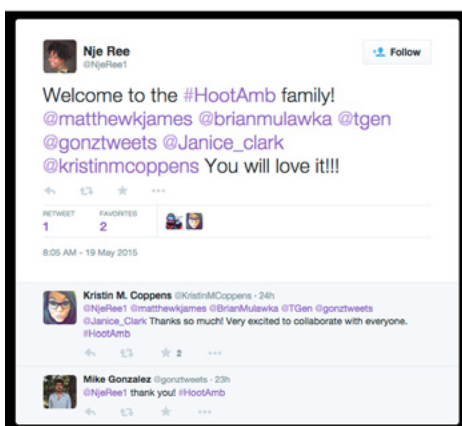 Nje Ree
@NjeRee1
Follow
Welcome to the #HootAmb family!
@matthewkjames @brianmulawka @tgen
@gonztweets @Janice_clark
@kristinmcoppens You will love it!!!
RETWEET FAVORITES
1 2
8:05 AM - 19 May 2015
Kristin M. Coppens @KristinMCoppens · 24h
@NjeRee1 @matthewkjames @BrianMulawka @TGen @gonztweets
@Janice_Clark Thanks so much! Very excited to collaborate with everyone.
#HootAmb
2
Mike Gonzalez @gonztweets · 23h
@NjeRee1 thank you! #HootAmb